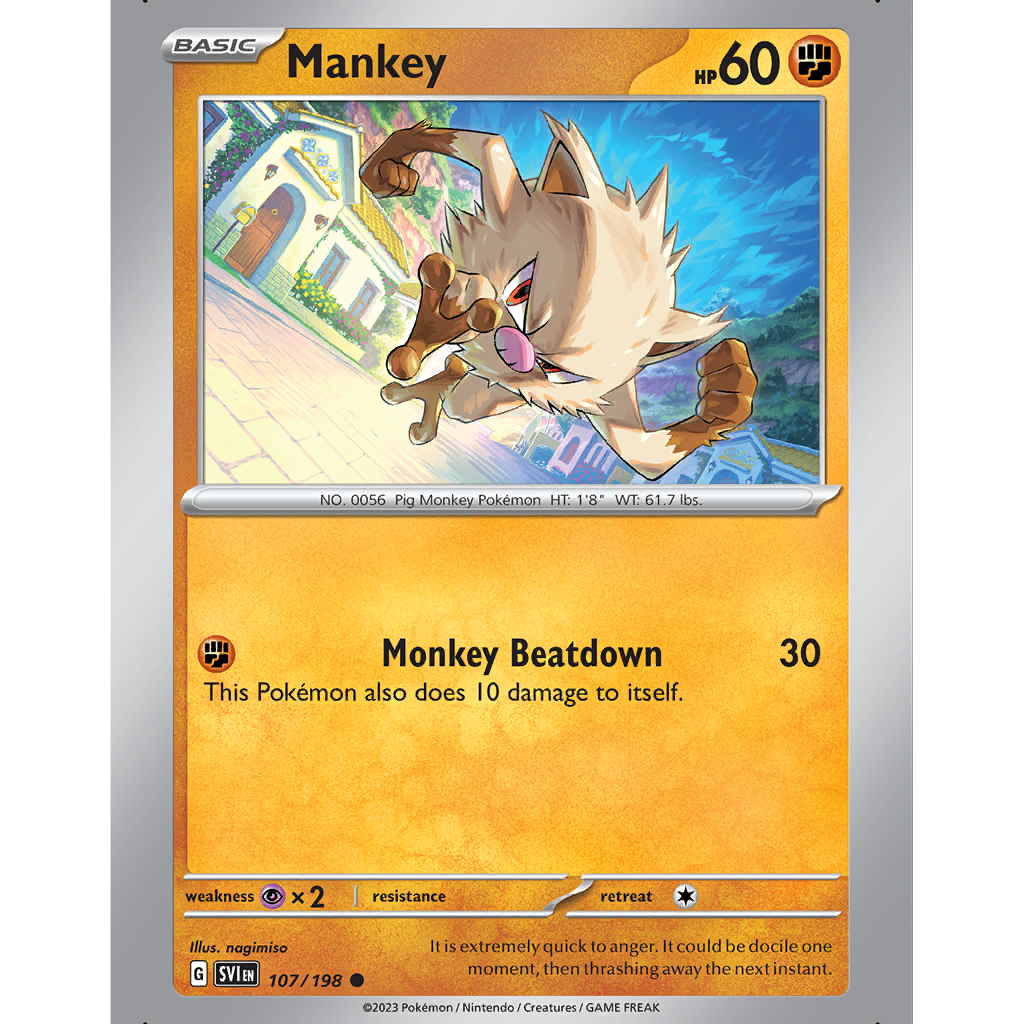 BASIC
Mankey
HP 60
NO. 0056 Pig Monkey Pokémon HT: 1'8" WT: 61.7 lbs.
Monkey Beatdown 30
This Pokémon also does 10 damage to itself.
weakness × 2 resistance retreat
Illus. nagimiso
It is extremely quick to anger. It could be docile one
moment, then thrashing away the next instant.
G SVI EN 107/198
©2023 Pokémon / Nintendo / Creatures / GAME FREAK